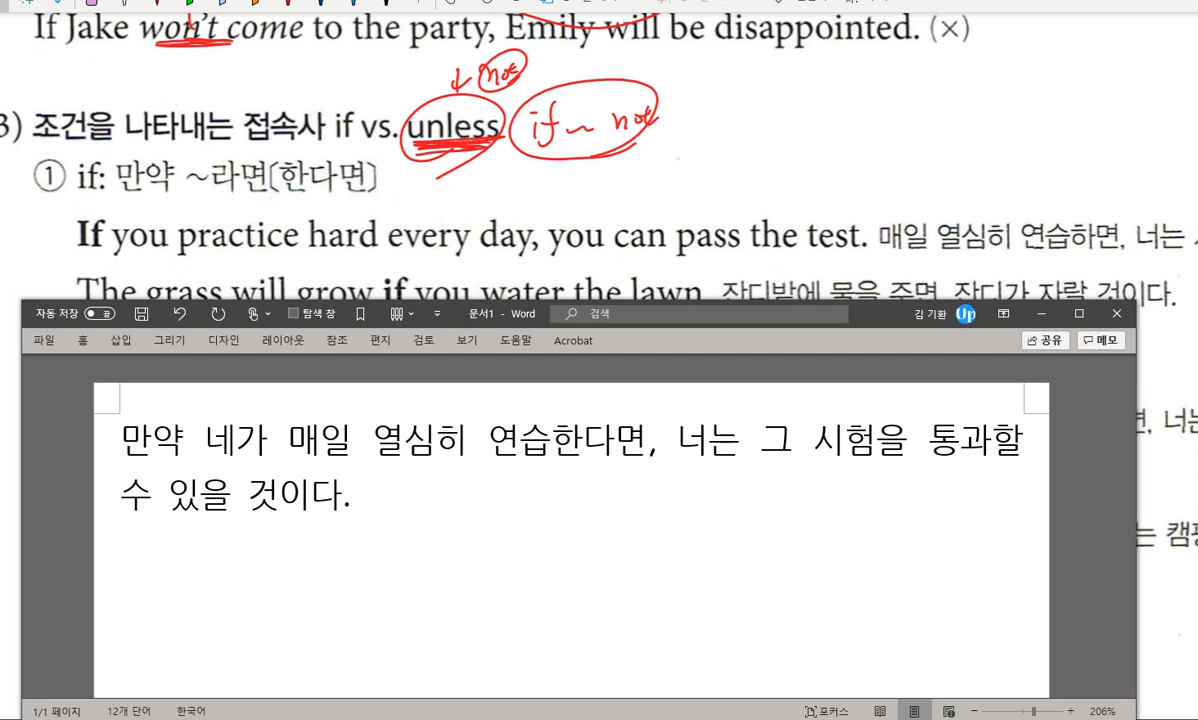 If Jake won't come to the party, Emily will be disappointed. (×)
not
3) 조건을 나타내는 접속사 if vs. unless if ~ not
① if: 만약 ~라면[한다면]
If you practice hard every day, you can pass the test. 매일 열심히 연습하면, 너는
The grass will grow if you water the lawn. 잔디밭에 물을 주면, 잔디가 자랄 것이다.
자동 저장 끔 탐색 창 문서1 - Word 검색 김 기환 Up
파일 홈 삽입 그리기 디자인 레이아웃 참조 편지 검토 보기 도움말 Acrobat 공유 메모
만약 네가 매일 열심히 연습한다면, 너는 그 시험을 통과할
수 있을 것이다.
면, 너는
는 캠핑
1/1 페이지 12개 단어 한국어 포커스 206%